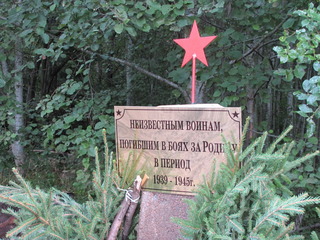 НЕИЗВЕСТНЫМ ВОИНАМ,
ПОГИБШИМ В БОЯХ ЗА РОДИНУ
В ПЕРИОД
1939 - 1945г.